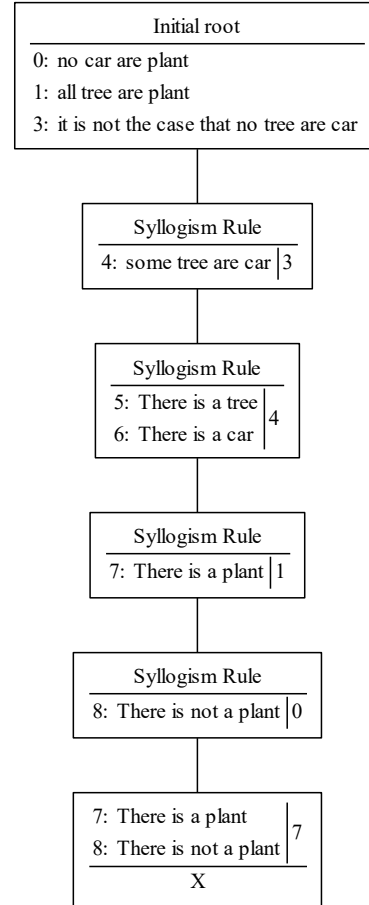 Initial root
0: no car are plant
1: all tree are plant
3: it is not the case that no tree are car
Syllogism Rule
4: some tree are car 3
Syllogism Rule
5: There is a tree
4
6: There is a car
Syllogism Rule
7: There is a plant 1
Syllogism Rule
8: There is not a plant 0
7: There is a plant
7
8: There is not a plant
X